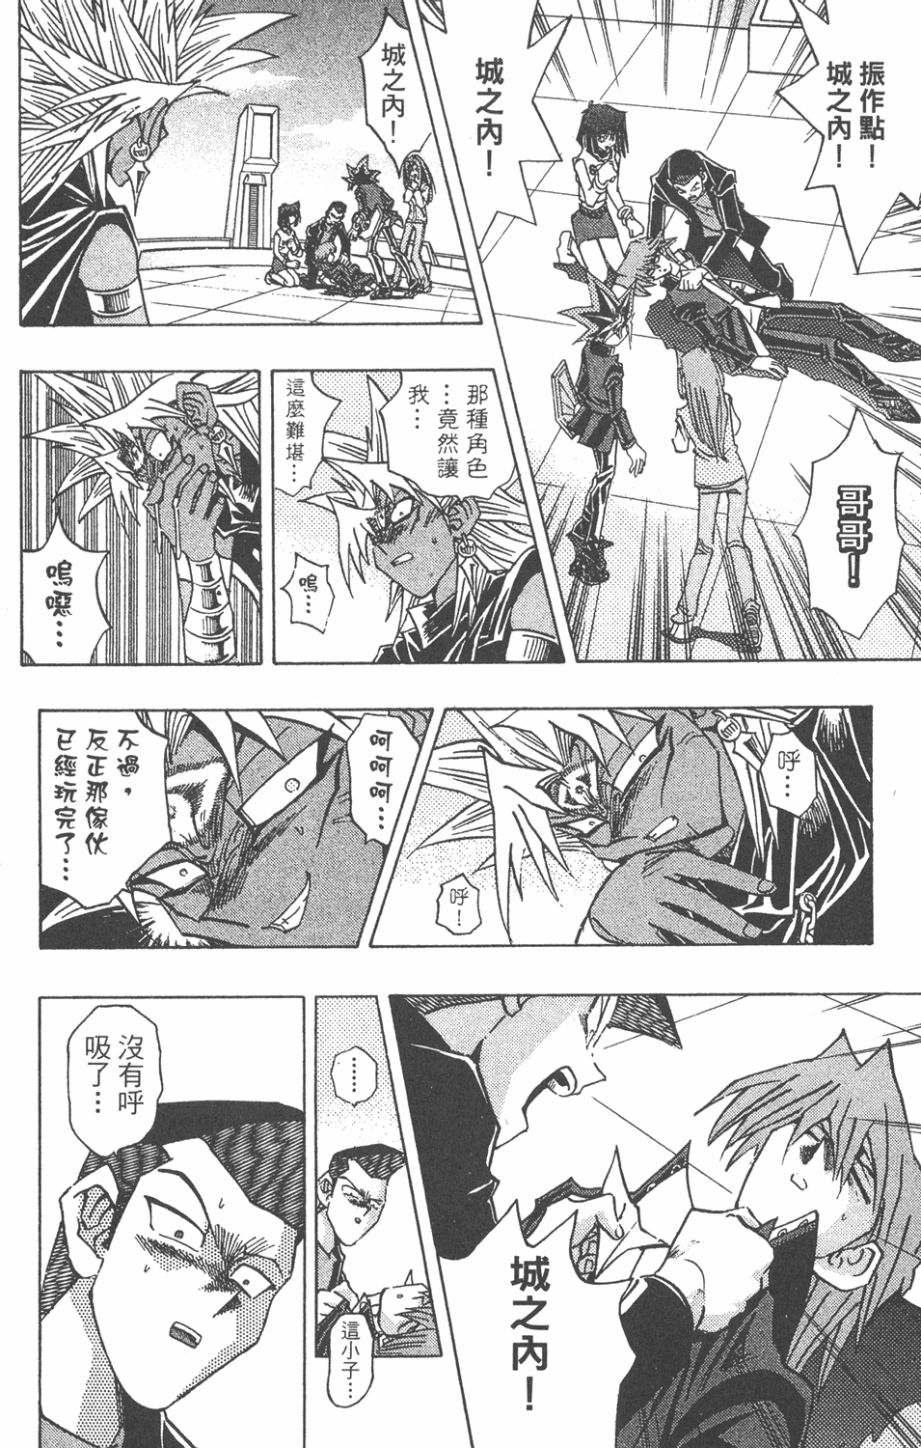 振作點！
城之內！
城之內！
哥哥！
城之內！
那種角色
…竟然讓
我…
這麼難堪…
嗚…
嗚噁…
呼…
呼！
呵呵呵…
不過，
反正那傢伙
已經玩完了…
城之內！
……
這小子…
沒有呼
吸了…